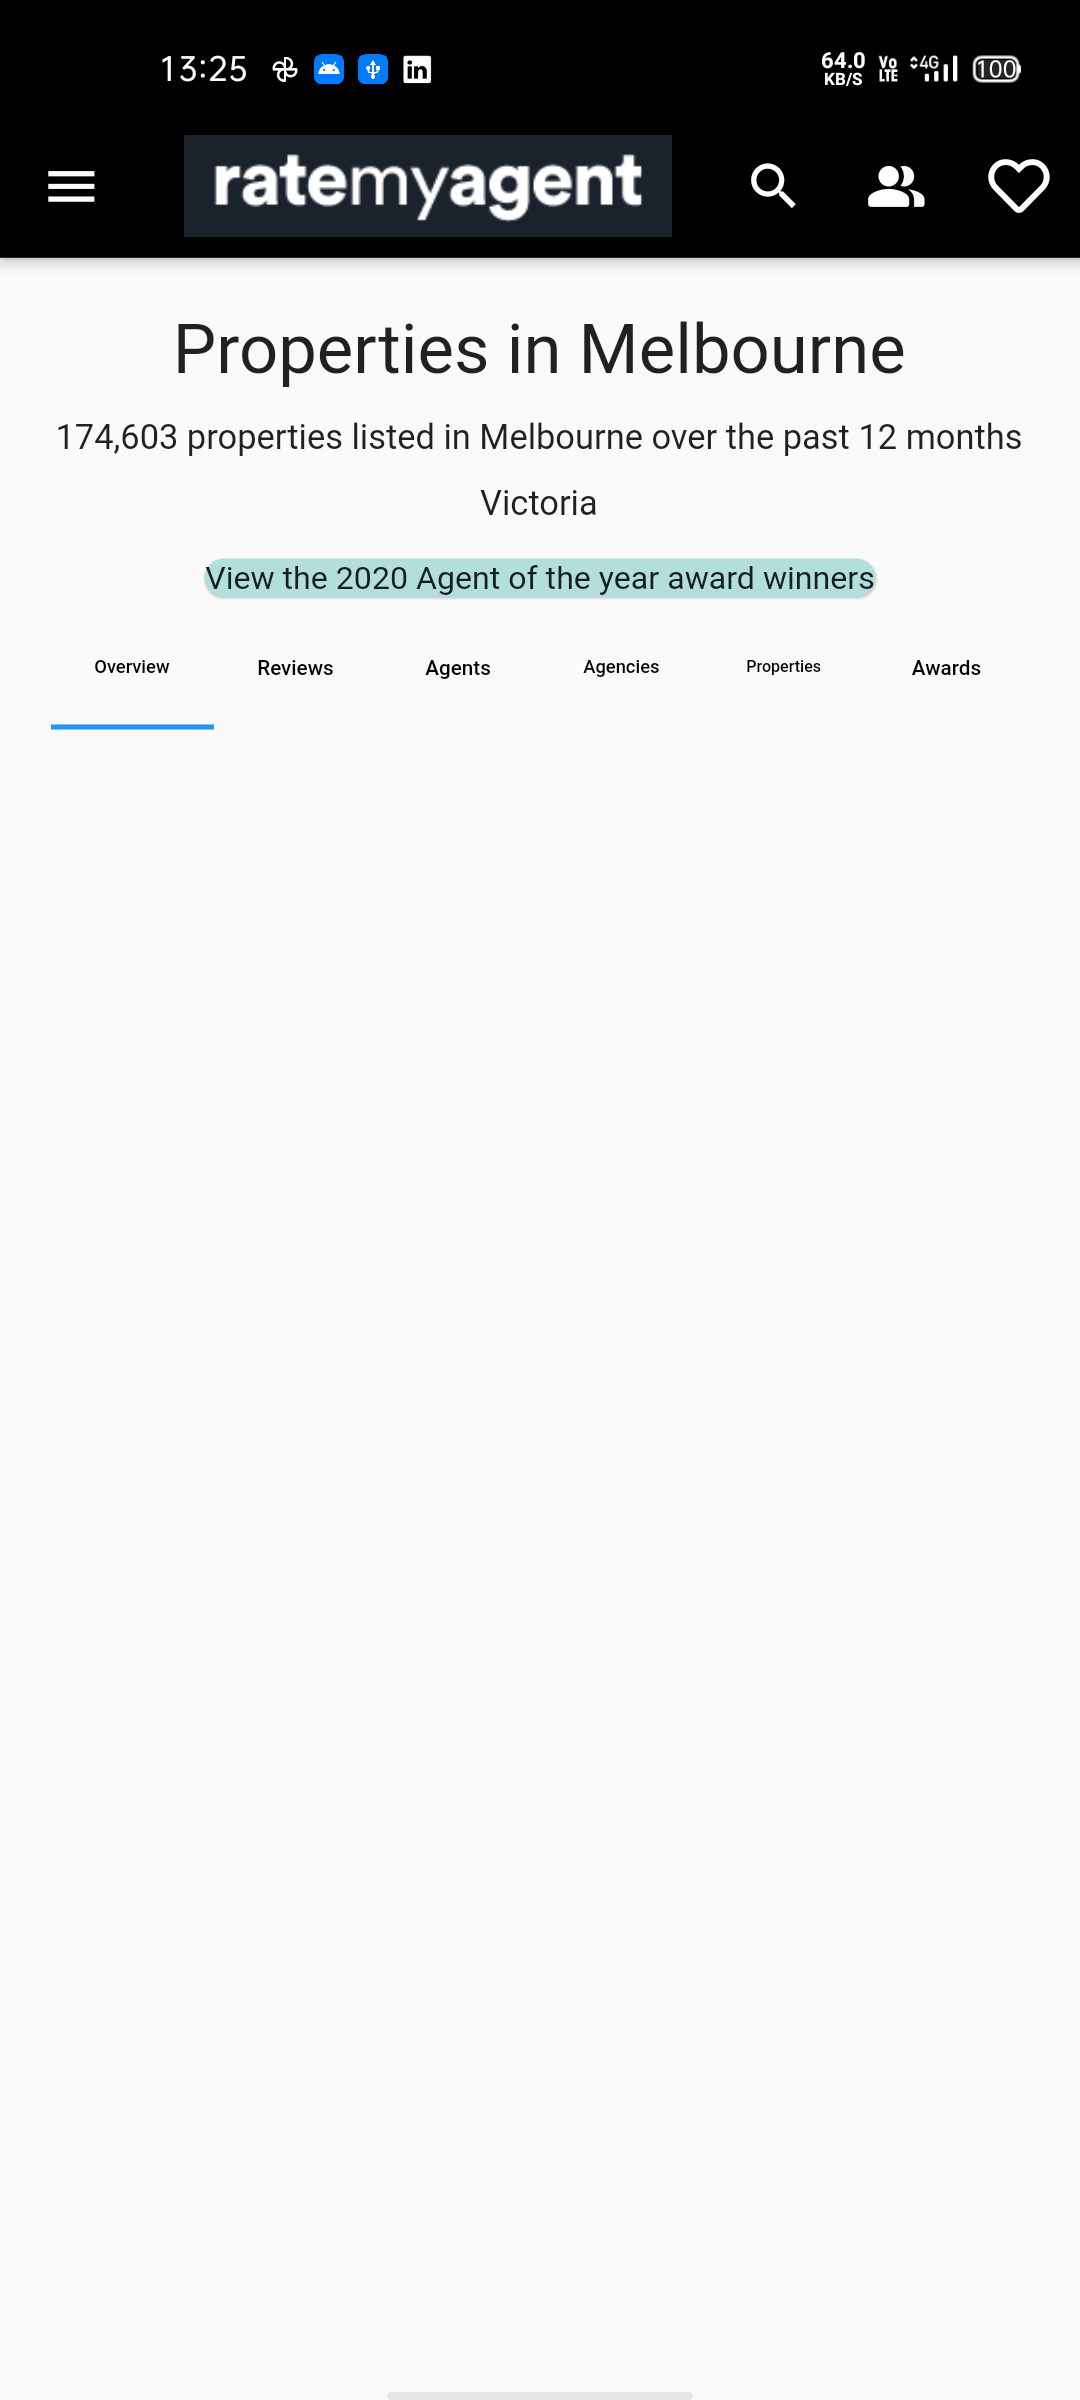 13:25
64.0
KB/S
Vo
LTE
4G
100
ratemyagent
Properties in Melbourne
174,603 properties listed in Melbourne over the past 12 months
Victoria
View the 2020 Agent of the year award winners
Overview Reviews Agents Agencies Properties Awards